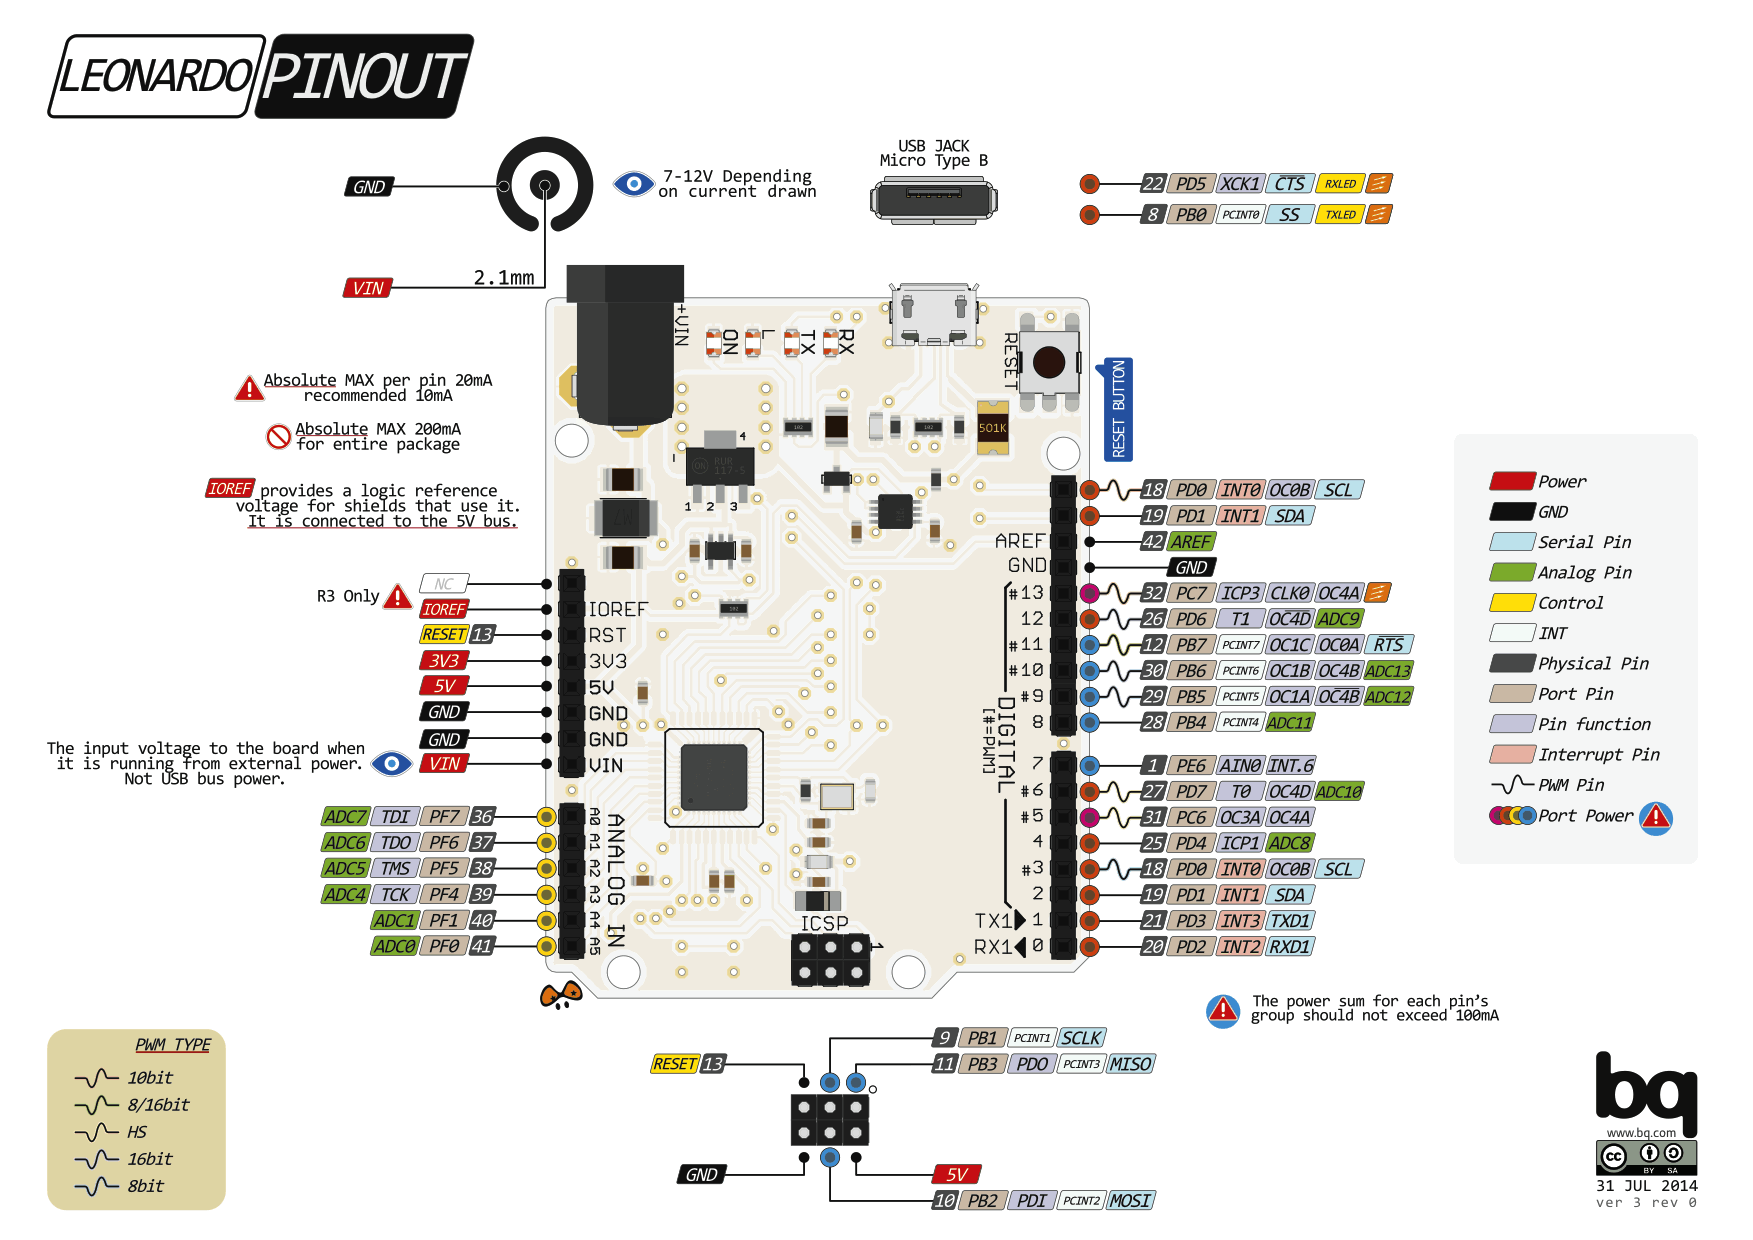 LEONARDO PINOUT
USB JACK
Micro Type B
GND
7-12V Depending
on current drawn
VIN
2.1mm
22 PD5 XCK1 CTS RXLED
8 PB0 PCINT0 SS TXLED
+VIN
ON
L
TX
RX
RESET
RESET BUTTON
Absolute MAX per pin 20mA
recommended 10mA
Absolute MAX 200mA
for entire package
IOREF provides a logic reference
voltage for shields that use it.
It is connected to the 5V bus.
4
1 2 3
102
102
501K
102
R3 Only
NC
IOREF
RESET 13
3V3
5V
GND
GND
VIN
The input voltage to the board when
it is running from external power.
Not USB bus power.
IOREF
RST
3V3
5V
GND
GND
VIN
ADC7 TDI PF7 36
ADC6 TDO PF6 37
ADC5 TMS PF5 38
ADC4 TCK PF4 39
ADC1 PF1 40
ADC0 PF0 41
A0
A1
A2
A3
A4
A5
ANALOG IN
AREF
GND
#13
12
#11
#10
#9
8
7
#6
#5
4
#3
2
TX1 1
RX1 0
DIGITAL
[#=PWM]
ICSP
1
18 PD0 INT0 OC0B SCL
19 PD1 INT1 SDA
42 AREF
GND
32 PC7 ICP3 CLK0 OC4A
26 PD6 T1 OC4D ADC9
12 PB7 PCINT7 OC1C OC0A RTS
30 PB6 PCINT6 OC1B OC4B ADC13
29 PB5 PCINT5 OC1A OC4B ADC12
28 PB4 PCINT4 ADC11
1 PE6 AIN0 INT.6
27 PD7 T0 OC4D ADC10
31 PC6 OC3A OC4A
25 PD4 ICP1 ADC8
18 PD0 INT0 OC0B SCL
19 PD1 INT1 SDA
21 PD3 INT3 TXD1
20 PD2 INT2 RXD1
Power
GND
Serial Pin
Analog Pin
Control
INT
Physical Pin
Port Pin
Pin function
Interrupt Pin
PWM Pin
Port Power
The power sum for each pin's
group should not exceed 100mA
PWM TYPE
10bit
8/16bit
HS
16bit
8bit
RESET 13
9 PB1 PCINT1 SCLK
11 PB3 PDO PCINT3 MISO
GND
5V
10 PB2 PDI PCINT2 MOSI
bq
www.bq.com
cc BY SA
31 JUL 2014
ver 3 rev 0